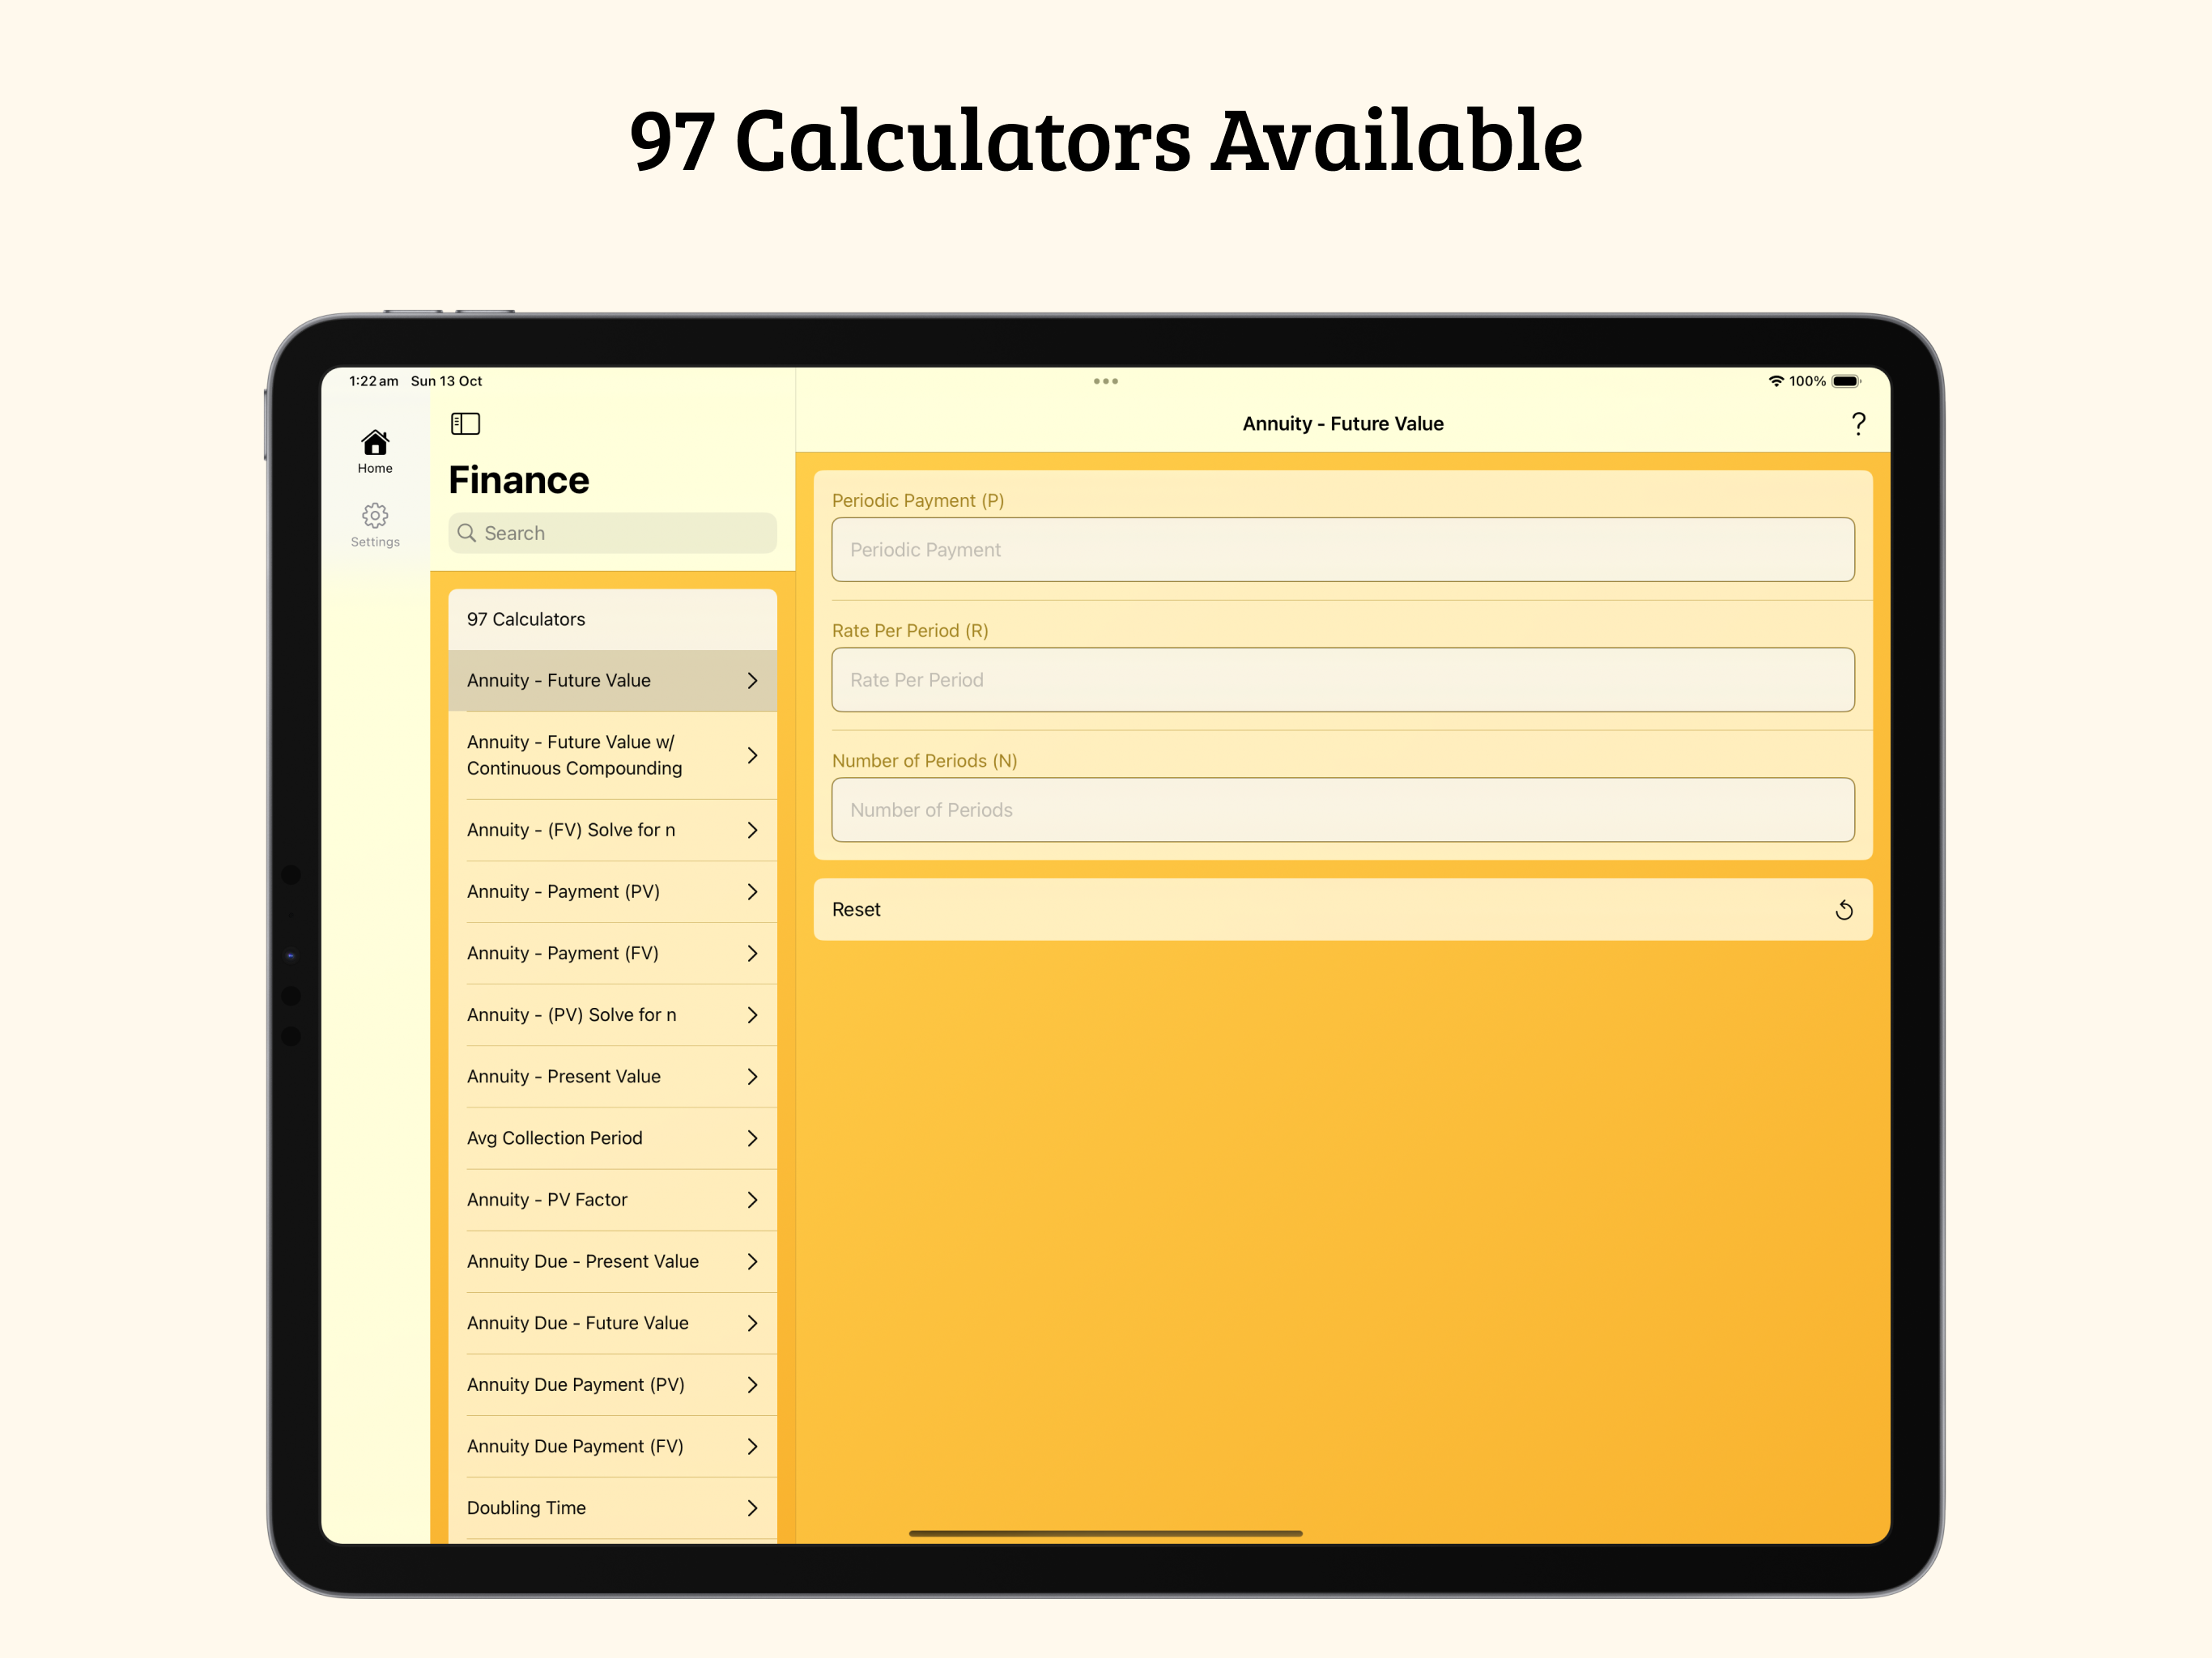 97 Calculators Available
1:22 am Sun 13 Oct
100%
Home
Settings
Finance
Search
97 Calculators
Annuity - Future Value
Annuity - Future Value w/
Continuous Compounding
Annuity - (FV) Solve for n
Annuity - Payment (PV)
Annuity - Payment (FV)
Annuity - (PV) Solve for n
Annuity - Present Value
Avg Collection Period
Annuity - PV Factor
Annuity Due - Present Value
Annuity Due - Future Value
Annuity Due Payment (PV)
Annuity Due Payment (FV)
Doubling Time
Annuity - Future Value
?
Periodic Payment (P)
Periodic Payment
Rate Per Period (R)
Rate Per Period
Number of Periods (N)
Number of Periods
Reset